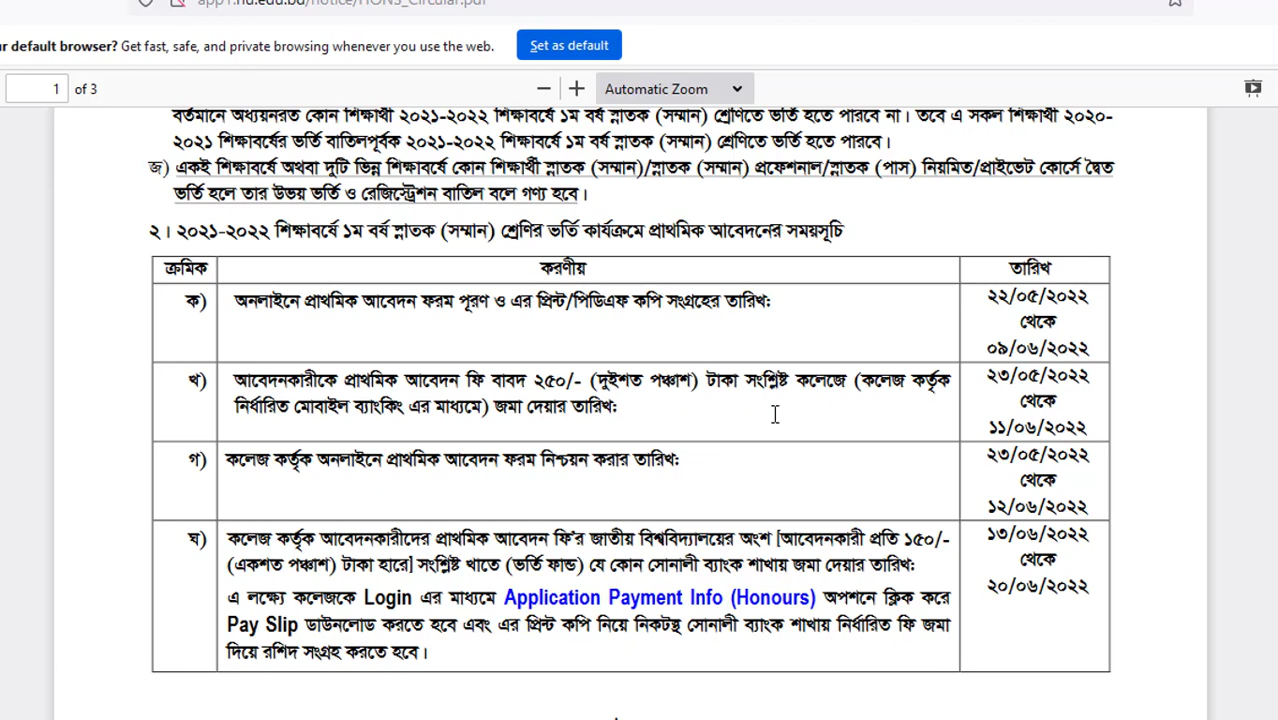 app1.nu.edu.bd/notice/HONS_Circular.pdf
ur default browser? Get fast, safe, and private browsing whenever you use the web. Set as default
1 of 3 Automatic Zoom
বর্তমানে অধ্যয়নরত কোন শিক্ষার্থী ২০২১-২০২২ শিক্ষাবর্ষে ১ম বর্ষ স্নাতক (সম্মান) শ্রেণিতে ভর্তি হতে পারবে না। তবে এ সকল শিক্ষার্থী ২০২০-
২০২১ শিক্ষাবর্ষের ভর্তি বাতিলপূর্বক ২০২১-২০২২ শিক্ষাবর্ষে ১ম বর্ষ স্নাতক (সম্মান) শ্রেণিতে ভর্তি হতে পারবে।
জ) একই শিক্ষাবর্ষে অথবা দুটি ভিন্ন শিক্ষাবর্ষে কোন শিক্ষার্থী স্নাতক (সম্মান)/স্নাতক (সম্মান) প্রফেশনাল/স্নাতক (পাস) নিয়মিত/প্রাইভেট কোর্সে দ্বৈত
ভর্তি হলে তার উভয় ভর্তি ও রেজিস্ট্রেশন বাতিল বলে গণ্য হবে।
২। ২০২১-২০২২ শিক্ষাবর্ষে ১ম বর্ষ স্নাতক (সম্মান) শ্রেণির ভর্তি কার্যক্রমে প্রাথমিক আবেদনের সময়সূচি
ক্রমিক করণীয় তারিখ
ক) অনলাইনে প্রাথমিক আবেদন ফরম পূরণ ও এর প্রিন্ট/পিডিএফ কপি সংগ্রহের তারিখ: ২২/০৫/২০২২
থেকে
০৯/০৬/২০২২
খ) আবেদনকারীকে প্রাথমিক আবেদন ফি বাবদ ২৫০/- (দুইশত পঞ্চাশ) টাকা সংশ্লিষ্ট কলেজে (কলেজ কর্তৃক ২৩/০৫/২০২২
নির্ধারিত মোবাইল ব্যাংকিং এর মাধ্যমে) জমা দেয়ার তারিখ: থেকে
১১/০৬/২০২২
গ) কলেজ কর্তৃক অনলাইনে প্রাথমিক আবেদন ফরম নিশ্চয়ন করার তারিখ: ২৩/০৫/২০২২
থেকে
১২/০৬/২০২২
ঘ) কলেজ কর্তৃক আবেদনকারীদের প্রাথমিক আবেদন ফি'র জাতীয় বিশ্ববিদ্যালয়ের অংশ [আবেদনকারী প্রতি ১৫০/- ১৩/০৬/২০২২
(একশত পঞ্চাশ) টাকা হারে] সংশ্লিষ্ট খাতে (ভর্তি ফান্ড) যে কোন সোনালী ব্যাংক শাখায় জমা দেয়ার তারিখ: থেকে
২০/০৬/২০২২
এ লক্ষ্যে কলেজকে Login এর মাধ্যমে Application Payment Info (Honours) অপশনে ক্লিক করে
Pay Slip ডাউনলোড করতে হবে এবং এর প্রিন্ট কপি নিয়ে নিকটস্থ সোনালী ব্যাংক শাখায় নির্ধারিত ফি জমা
দিয়ে রশিদ সংগ্রহ করতে হবে।